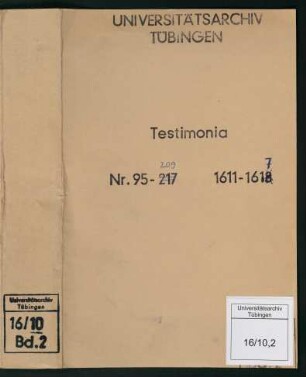 UNIVERSITÄTSARCHIV
TÜBINGEN
Testimonia
209
7
Nr. 95-217 1611-1618
Universitätsarchiv
Tübingen
16/10
Bd.2
Universitätsarchiv
Tübingen
16/10,2